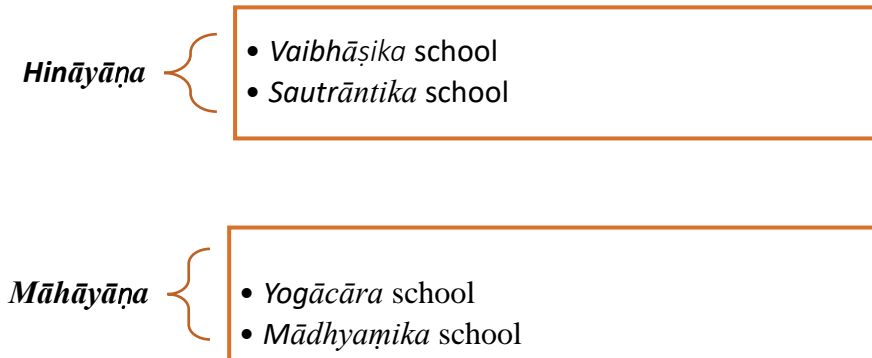 Hināyāṇa
• Vaibhāṣika school
• Sautrāntika school
Māhāyāṇa
• Yogācāra school
• Mādhyaṃika school